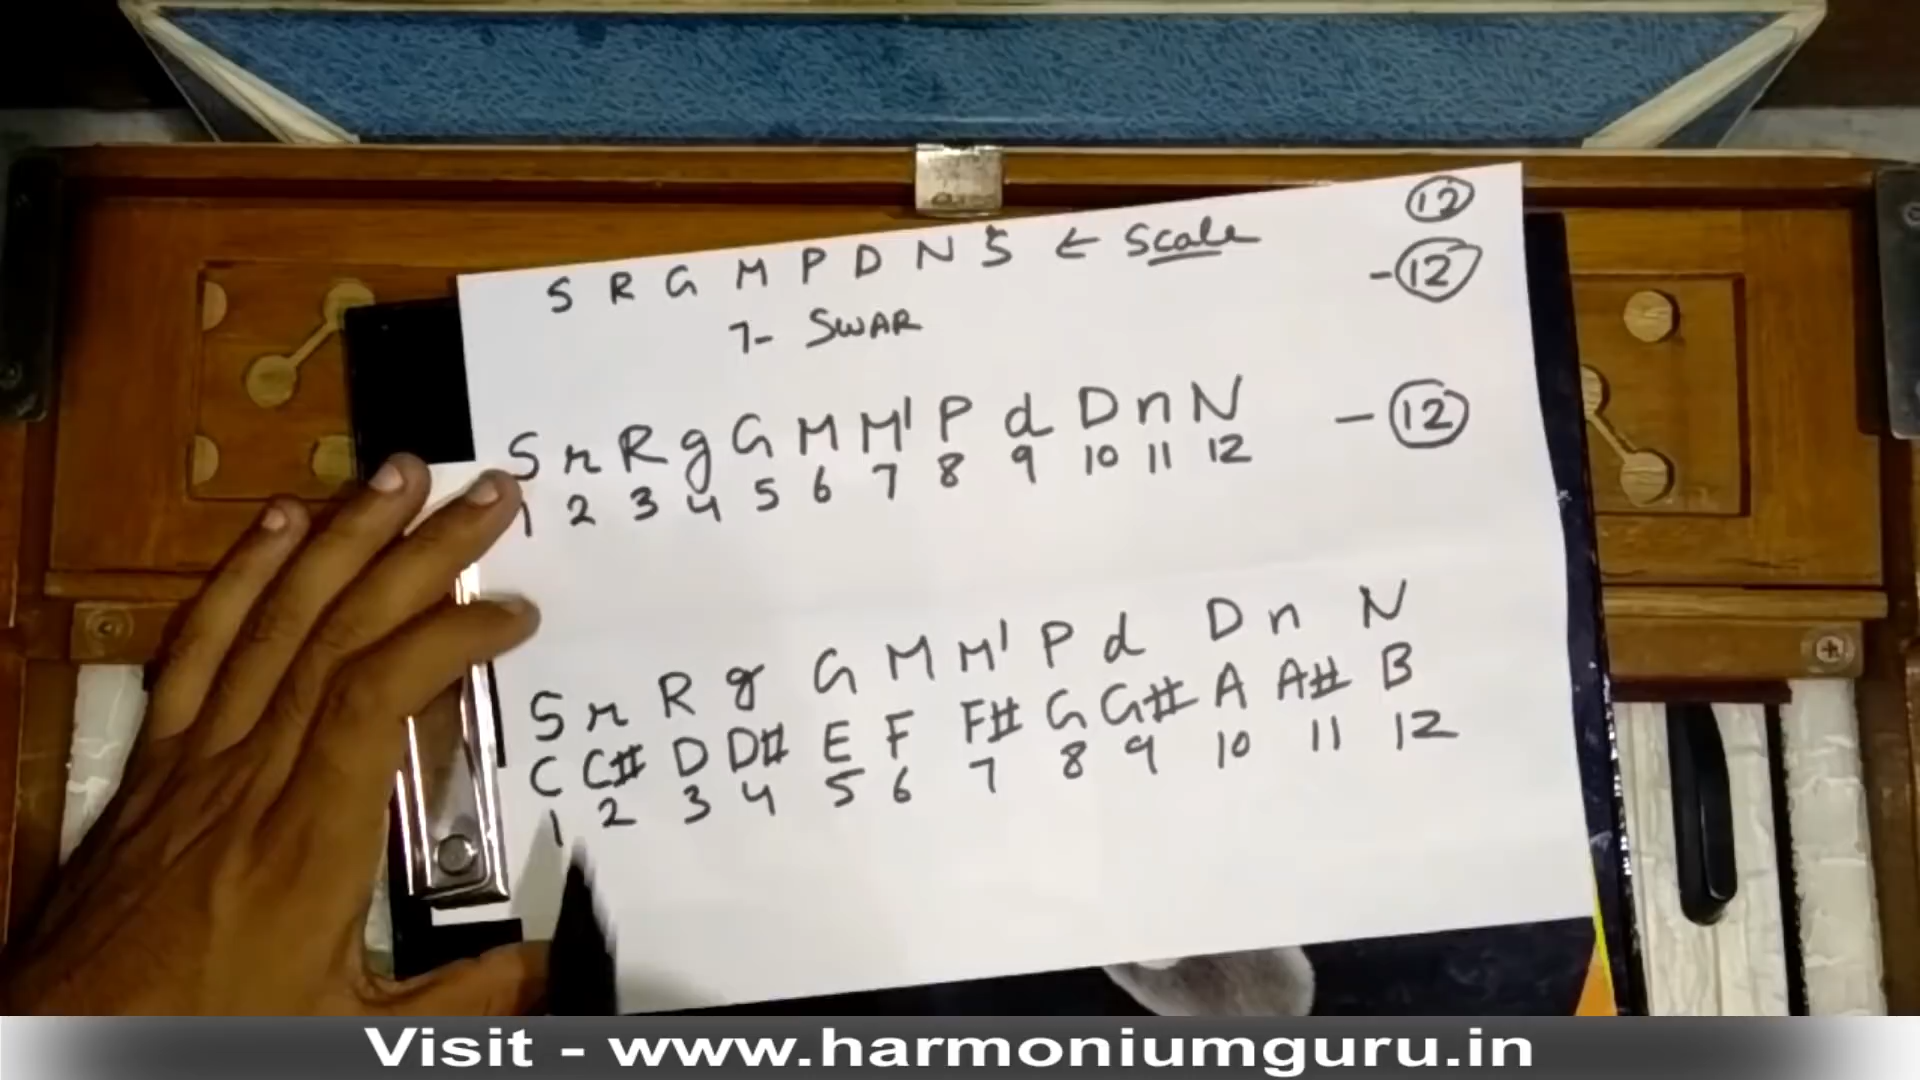 12
S R G M P D N Ṡ ← Scale -12
7- SWAR
S r R g G M M' P d D n N - 12
1 2 3 4 5 6 7 8 9 10 11 12
S r R g G M M' P d D n N
C C# D D# E F F# G G# A A# B
1 2 3 4 5 6 7 8 9 10 11 12
Visit - www.harmoniumguru.in